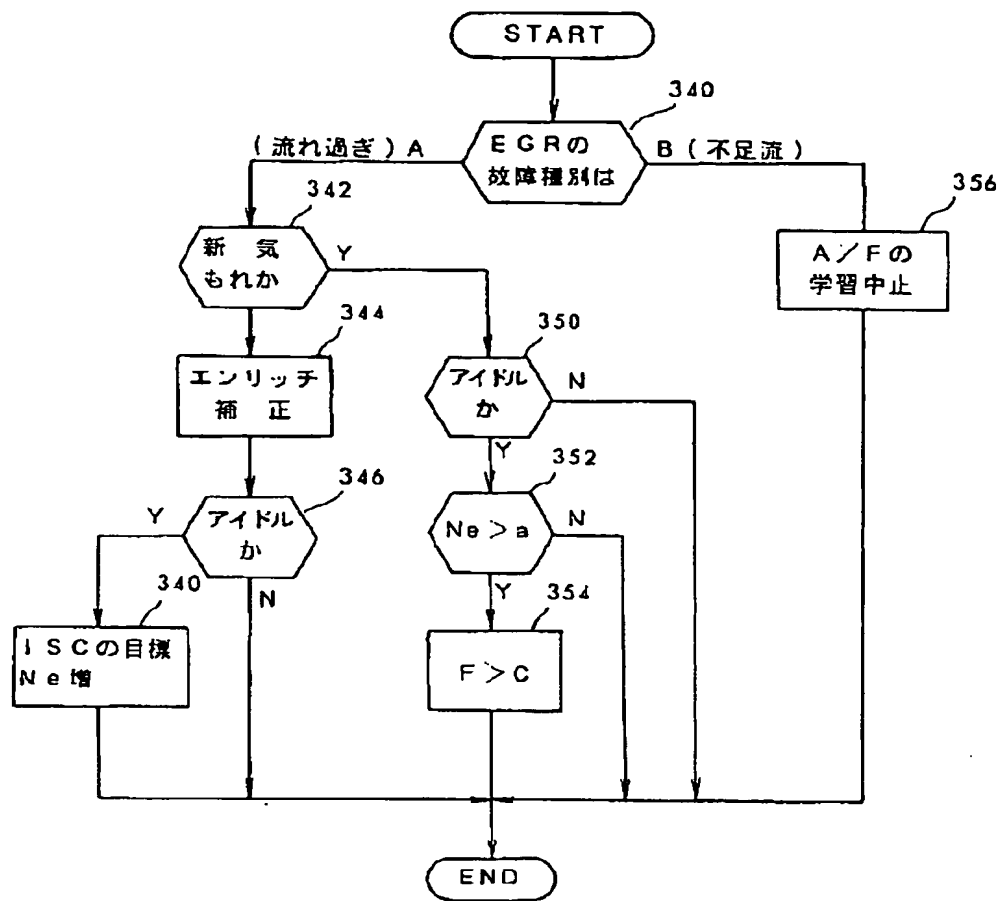 START
340
EGRの
故障種別は
(流れ過ぎ) A
B (不足流)
342
新 気
もれか
Y
356
A/Fの
学習中止
344
エンリッチ
補 正
350
アイドル
か
N
Y
346
アイドル
か
Y
N
352
Ne>a
N
Y
340
ISCの目標
Ne増
354
F>C
END